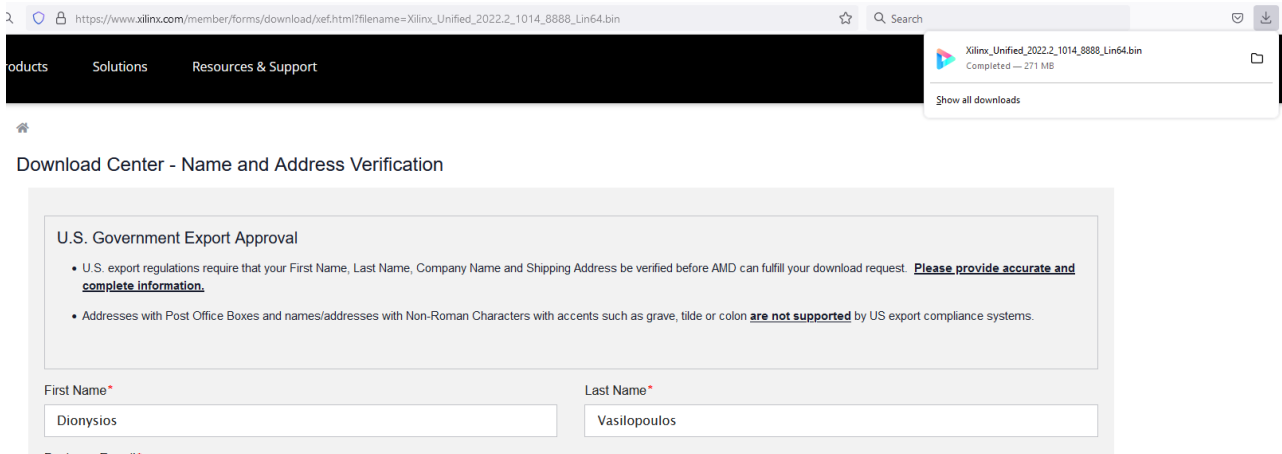 https://www.xilinx.com/member/forms/download/xef.html?filename=Xilinx_Unified_2022.2_1014_8888_Lin64.bin
Search
Solutions
Resources & Support
Xilinx_Unified_2022.2_1014_8888_Lin64.bin
Completed — 271 MB
Show all downloads
Download Center - Name and Address Verification
U.S. Government Export Approval
• U.S. export regulations require that your First Name, Last Name, Company Name and Shipping Address be verified before AMD can fulfill your download request. Please provide accurate and
complete information.
• Addresses with Post Office Boxes and names/addresses with Non-Roman Characters with accents such as grave, tilde or colon are not supported by US export compliance systems.
First Name*
Last Name*
Dionysios
Vasilopoulos